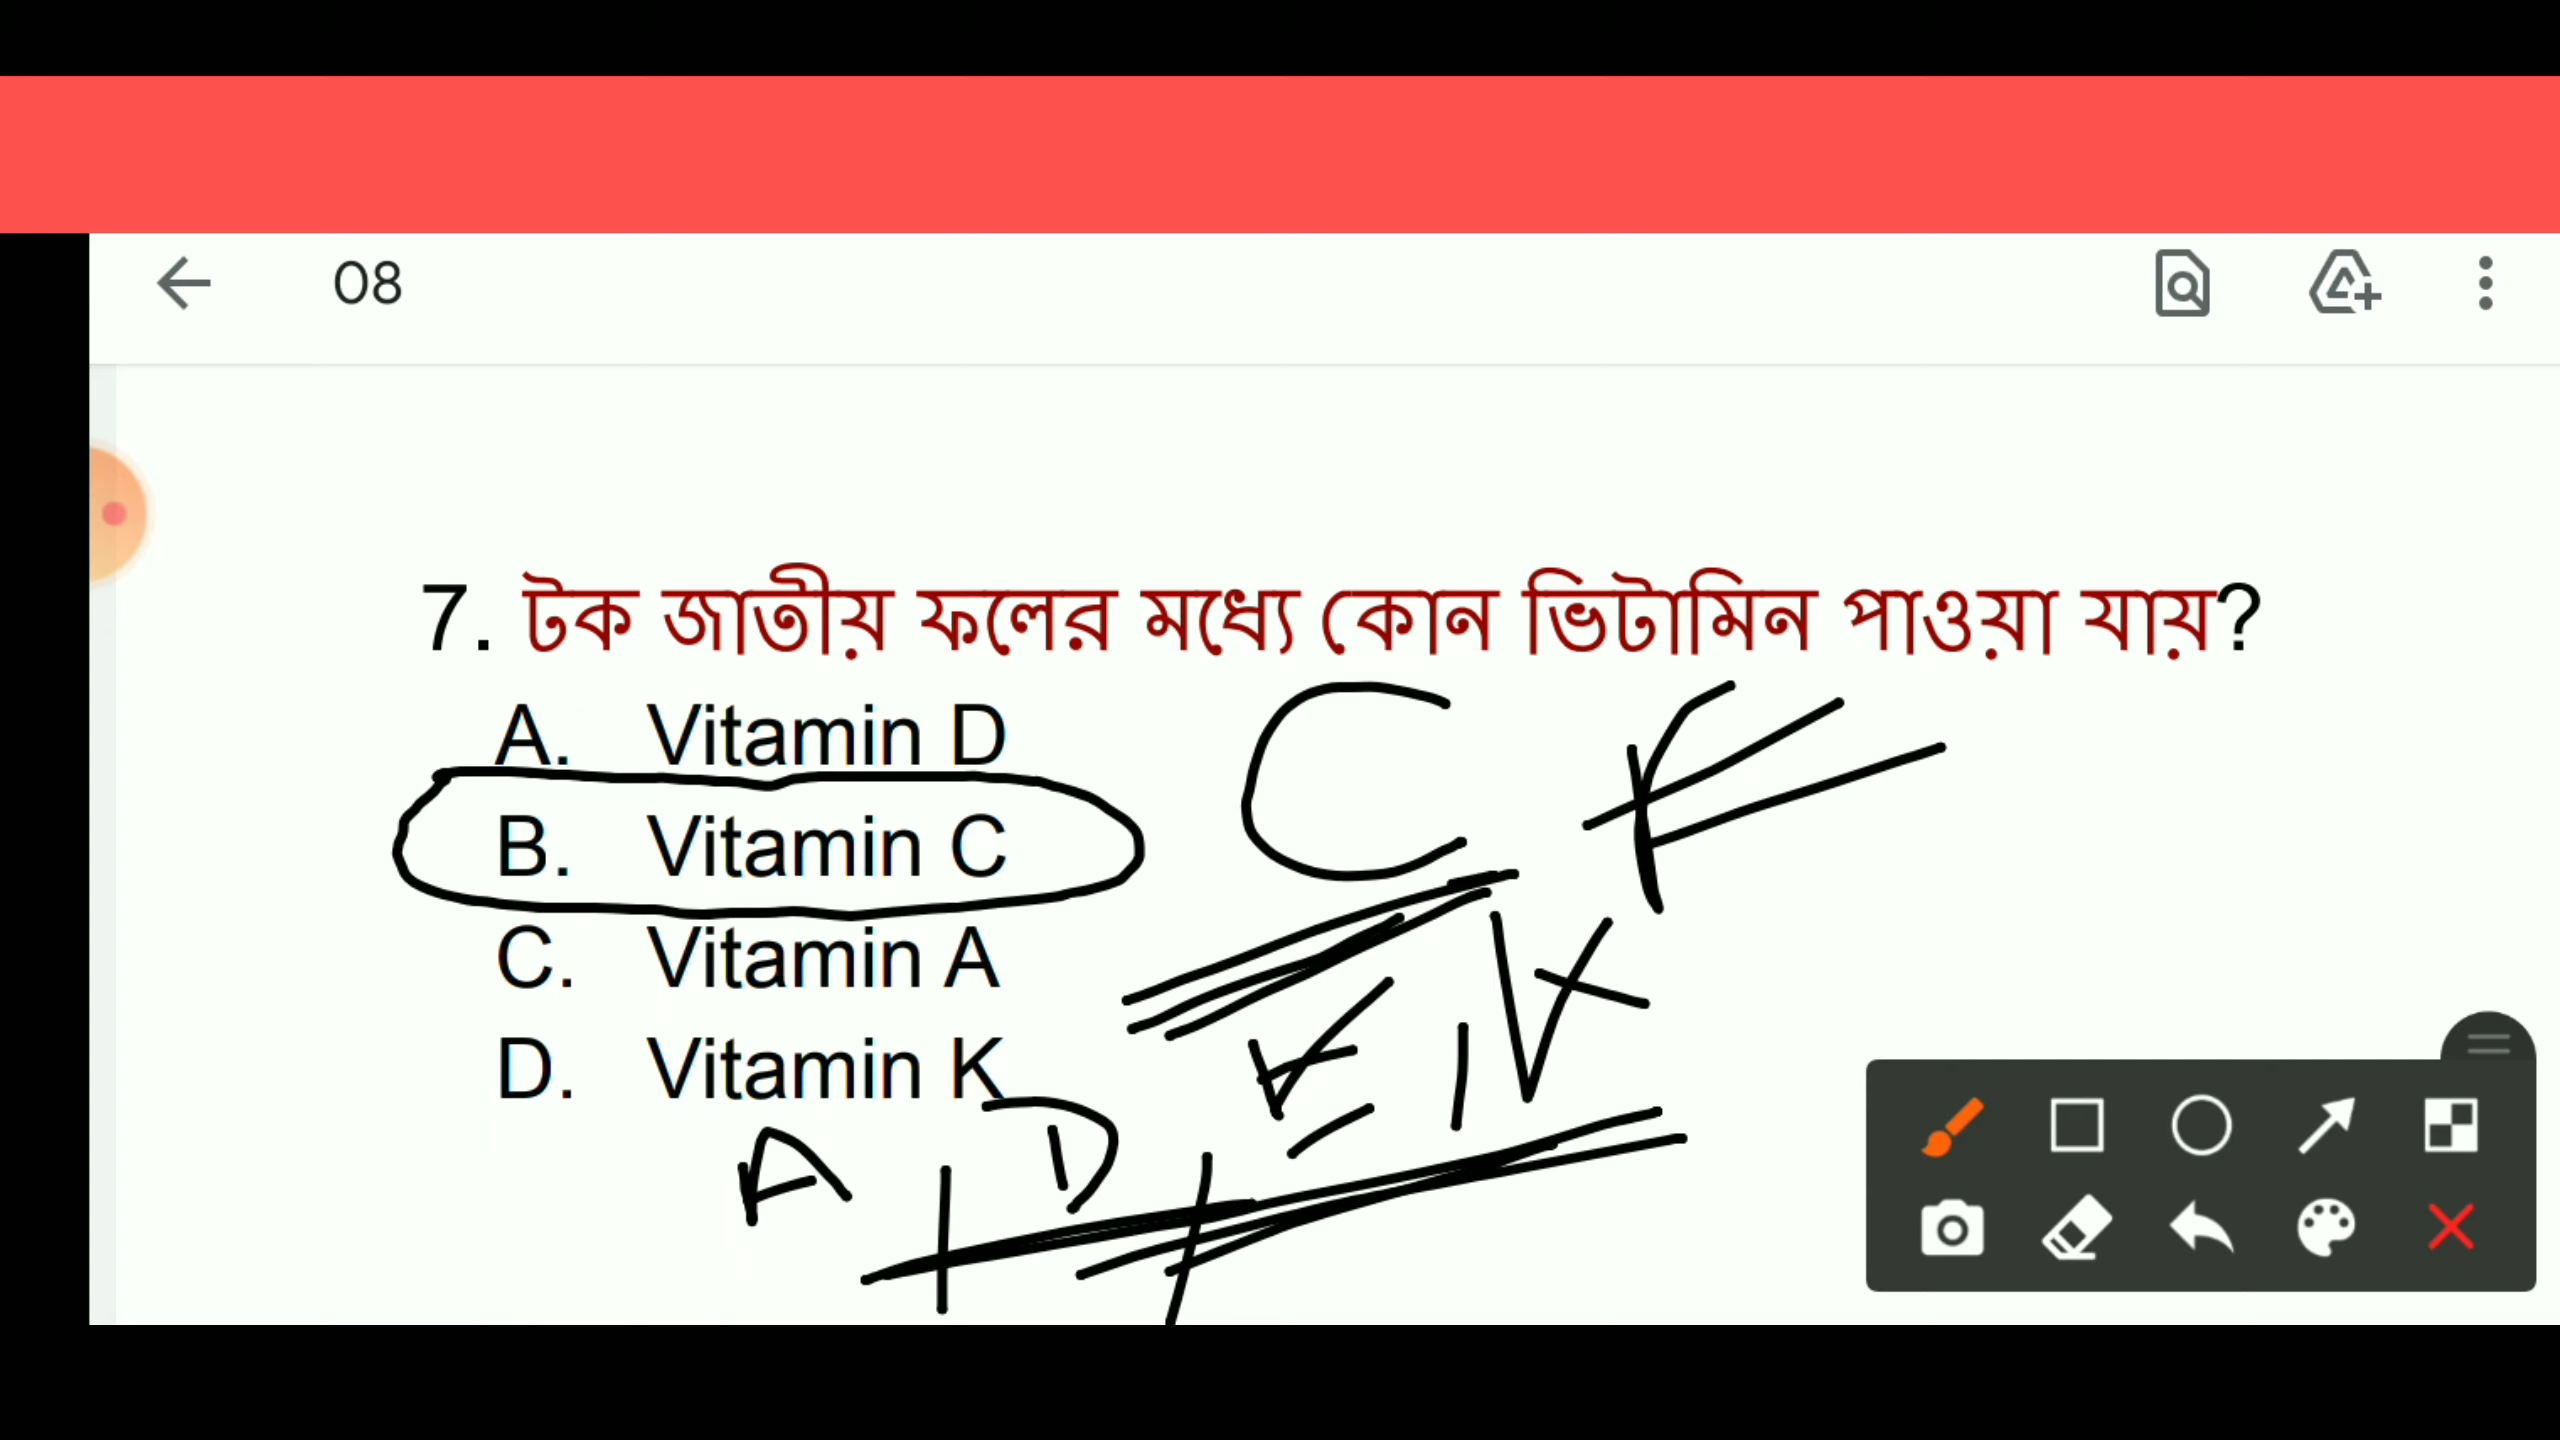 08
7. টক জাতীয় ফলের মধ্যে কোন ভিটামিন পাওয়া যায়?
A. Vitamin D
B. Vitamin C
C. Vitamin A
D. Vitamin K
C
A D E